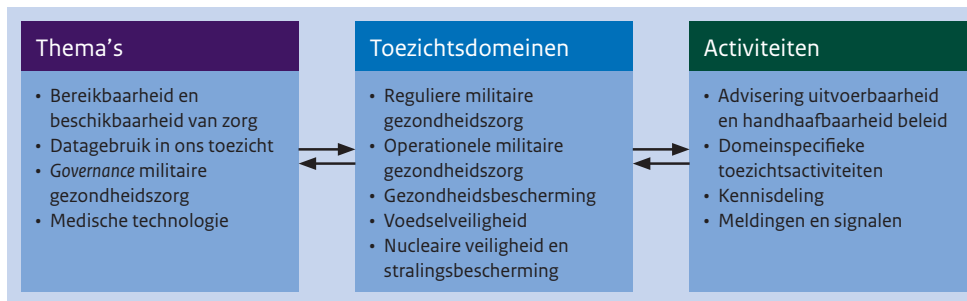 Thema's
• Bereikbaarheid en
beschikbaarheid van zorg
• Datagebruik in ons toezicht
• Governance militaire
gezondheidszorg
• Medische technologie
Toezichtsdomeinen
• Reguliere militaire
gezondheidszorg
• Operationele militaire
gezondheidszorg
• Gezondheidsbescherming
• Voedselveiligheid
• Nucleaire veiligheid en
stralingsbescherming
Activiteiten
• Advisering uitvoerbaarheid
en handhaafbaarheid beleid
• Domeinspecifieke
toezichtsactiviteiten
• Kennisdeling
• Meldingen en signalen